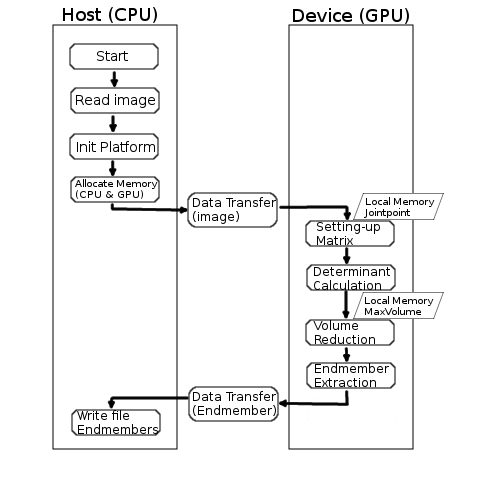 Host (CPU)
Device (GPU)
Start
Read image
Init Platform
Allocate Memory
(CPU & GPU)
Data Transfer
(image)
Local Memory
Jointpoint
Setting-up
Matrix
Determinant
Calculation
Local Memory
MaxVolume
Volume
Reduction
Endmember
Extraction
Data Transfer
(Endmember)
Write file
Endmembers